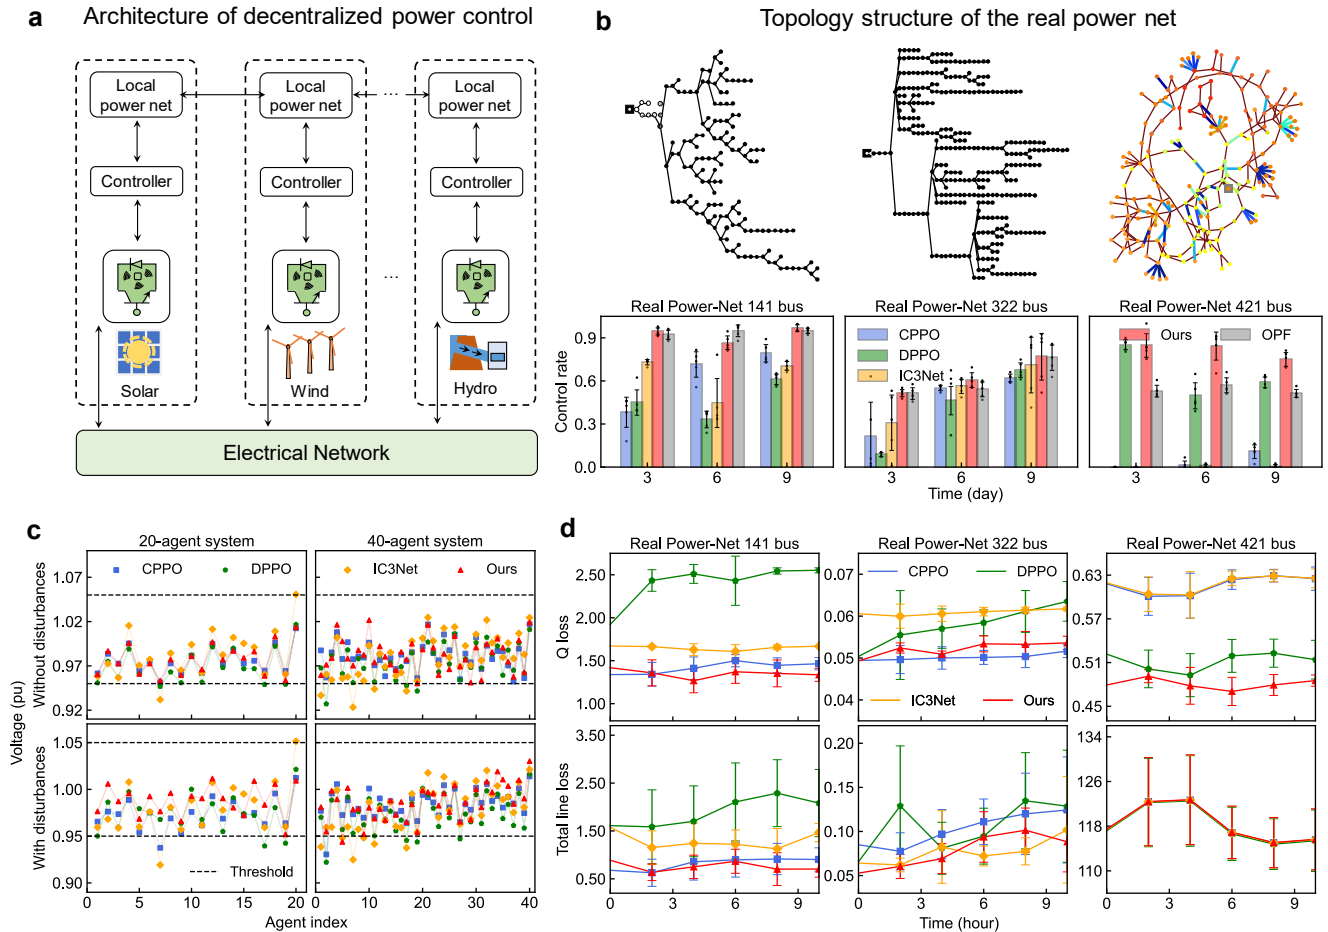 a
Architecture of decentralized power control
Local
power net
Local
power net
...
Local
power net
Controller
Controller
Controller
...
Solar
Wind
Hydro
Electrical Network
b
Topology structure of the real power net
Real Power-Net 141 bus
Real Power-Net 322 bus
Real Power-Net 421 bus
Control rate
0.9
0.6
0.3
0.0
CPPO
DPPO
IC3Net
Ours
OPF
3
6
9
3
6
9
3
6
9
Time (day)
c
20-agent system
40-agent system
CPPO
DPPO
IC3Net
Ours
Voltage (pu)
Without disturbances
1.07
1.02
0.97
0.92
With disturbances
1.05
1.00
0.95
0.90
Threshold
0
5
10
15
20
0
10
20
30
40
Agent index
d
Real Power-Net 141 bus
Real Power-Net 322 bus
Real Power-Net 421 bus
Q loss
2.50
2.00
1.50
1.00
0.07
0.06
0.05
0.04
0.63
0.57
0.51
0.45
CPPO
DPPO
IC3Net
Ours
Total line loss
2.50
1.50
0.50
0.20
0.15
0.10
0.05
134
126
118
110
0
3
6
9
0
3
6
9
0
3
6
9
Time (hour)